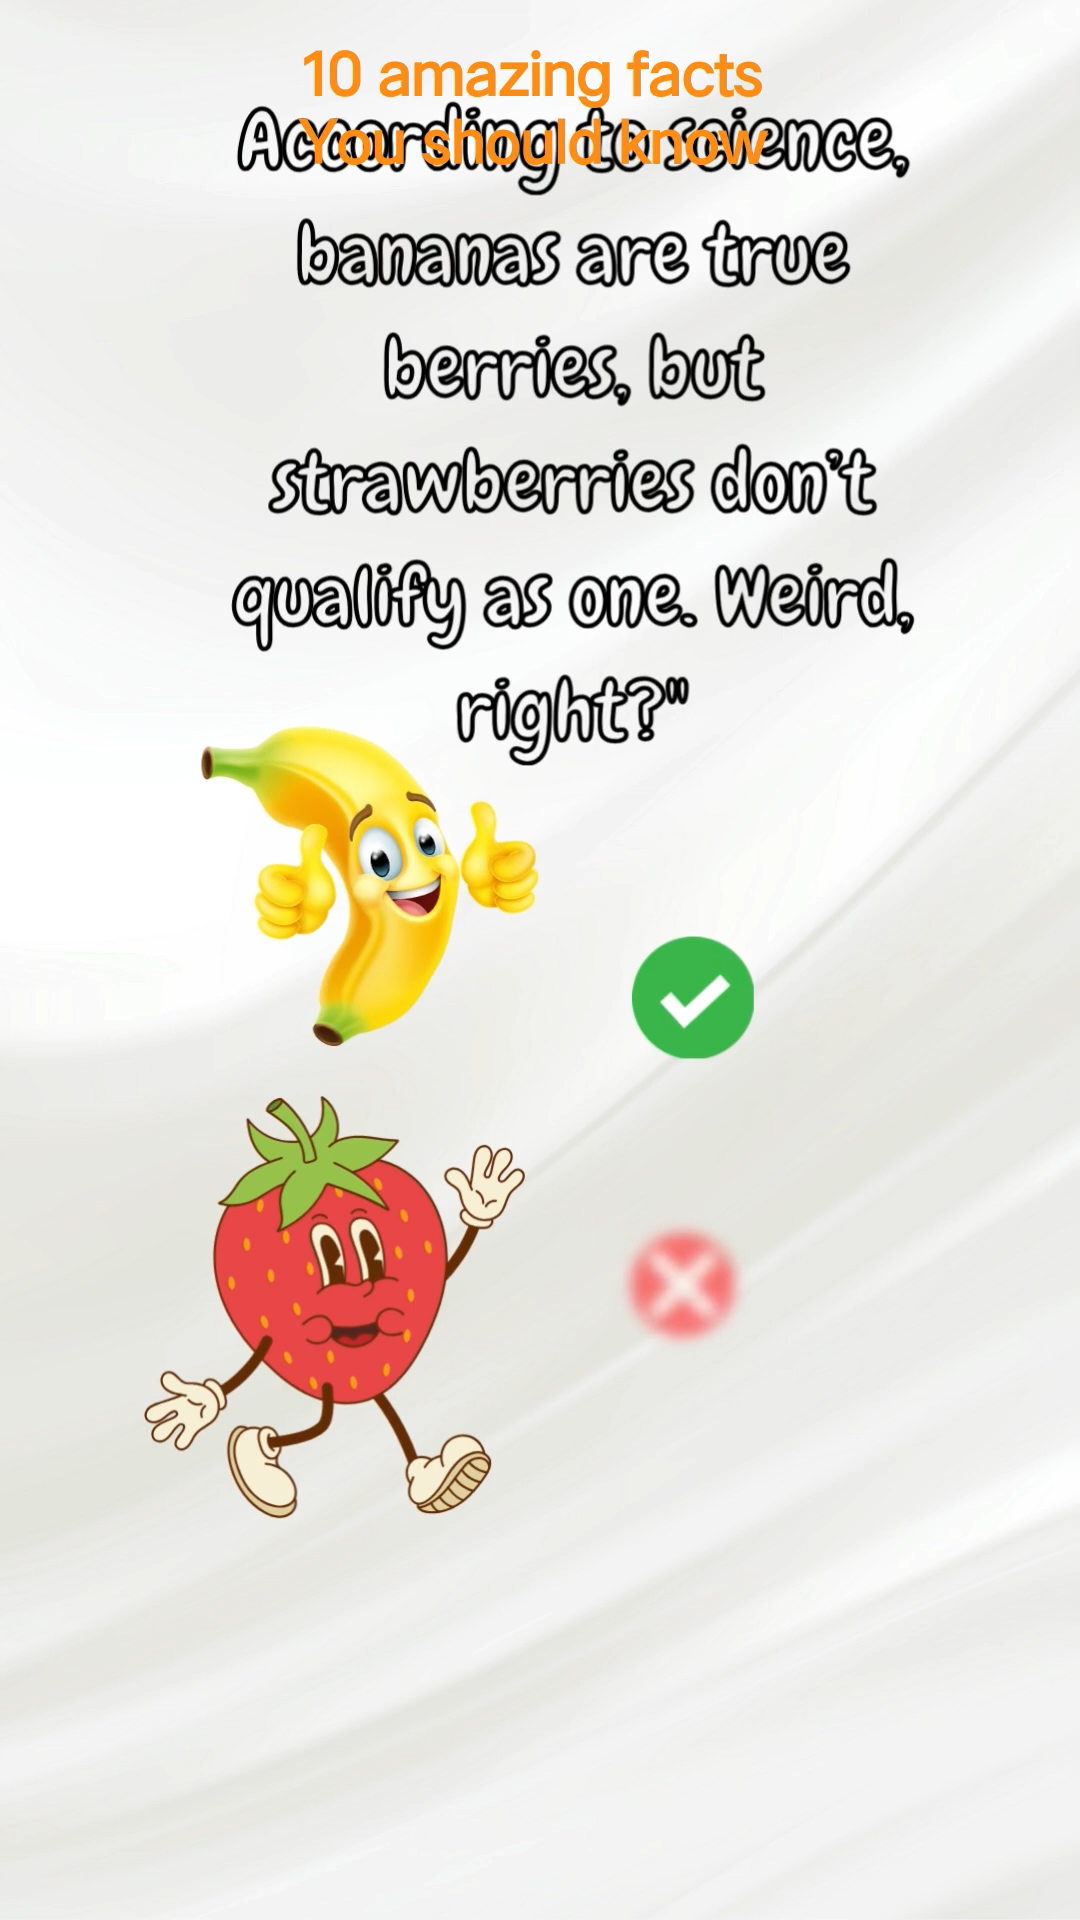 10 amazing facts
You should know
According to science,
bananas are true
berries, but
strawberries don't
qualify as one. Weird,
right?"